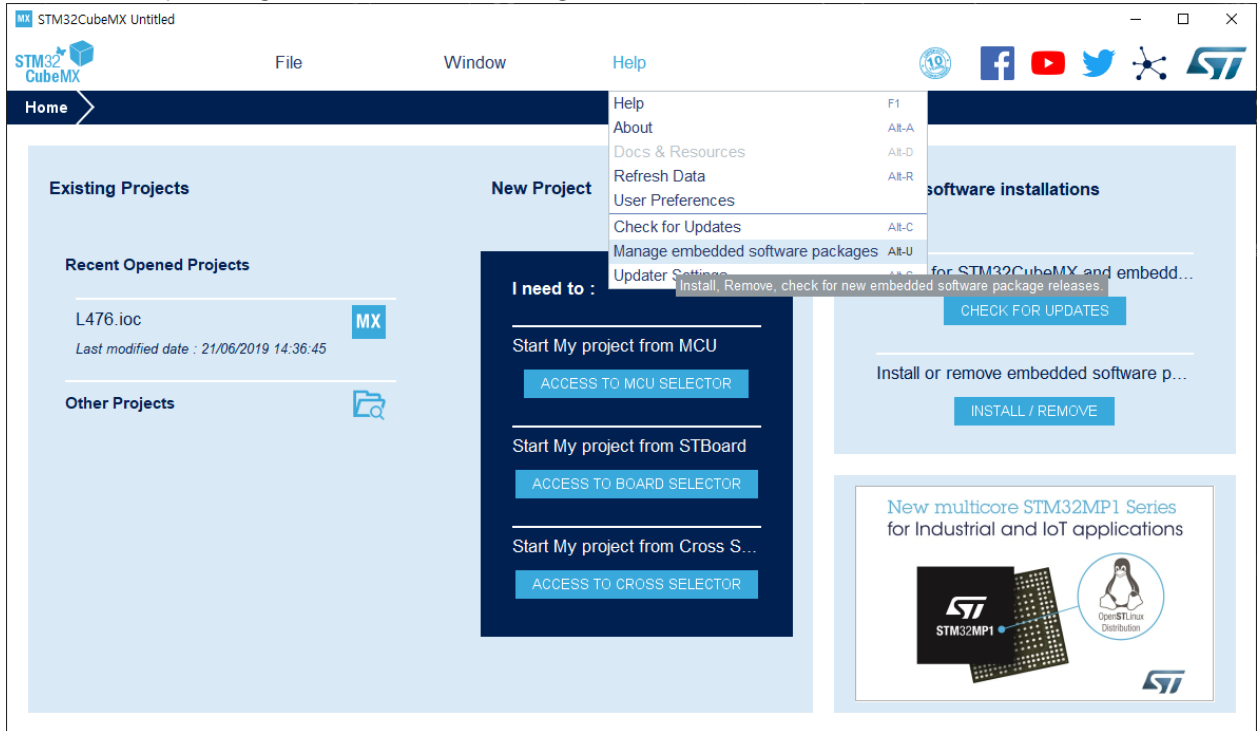 MX STM32CubeMX Untitled
STM32
CubeMX
File
Window
Help
10
Home
Help F1
About Alt-A
Docs & Resources Alt-D
Refresh Data Alt-R
User Preferences
Check for Updates Alt-C
Manage embedded software packages Alt-U
Updater Settings Alt-S
Install, Remove, check for new embedded software package releases.
Existing Projects
Recent Opened Projects
L476.ioc MX
Last modified date : 21/06/2019 14:36:45
Other Projects
New Project
I need to :
Start My project from MCU
ACCESS TO MCU SELECTOR
Start My project from STBoard
ACCESS TO BOARD SELECTOR
Start My project from Cross S...
ACCESS TO CROSS SELECTOR
software installations
for STM32CubeMX and embedd...
CHECK FOR UPDATES
Install or remove embedded software p...
INSTALL / REMOVE
New multicore STM32MP1 Series
for Industrial and IoT applications
STM32MP1
OpenSTLinux
Distribution